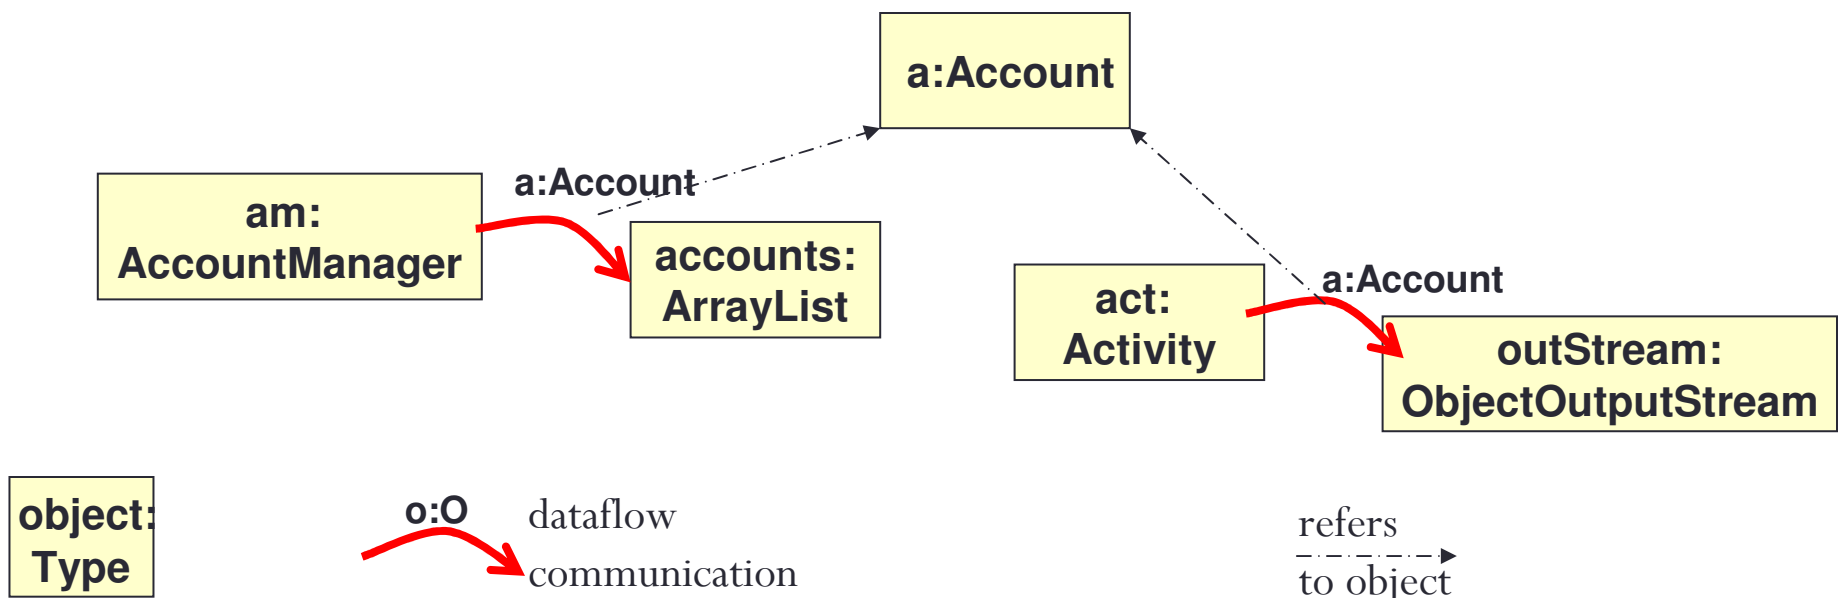 a:Account
am:
AccountManager
a:Account
accounts:
ArrayList
act:
Activity
a:Account
outStream:
ObjectOutputStream
object:
Type
o:O
dataflow
communication
refers
to object